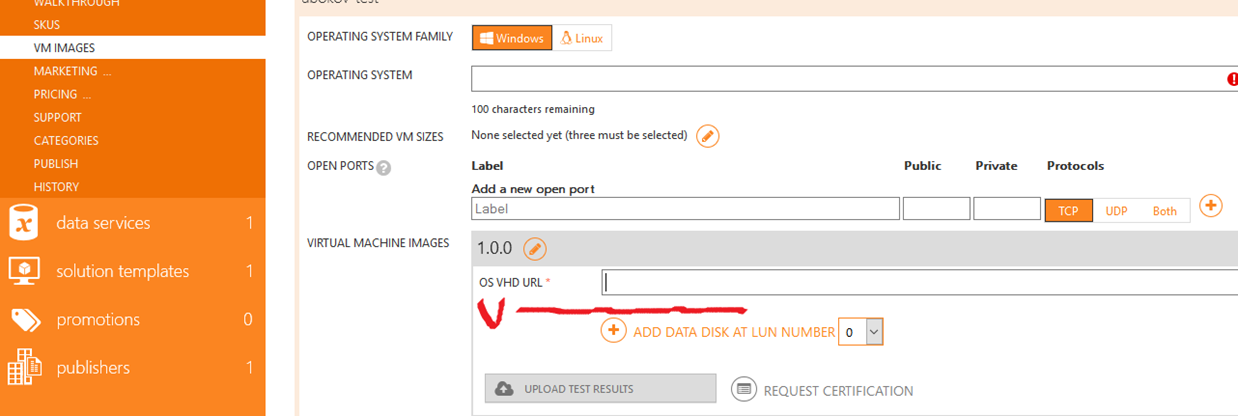 WALKTHROUGH
SKUS
VM IMAGES
MARKETING ...
PRICING ...
SUPPORT
CATEGORIES
PUBLISH
HISTORY
data services 1
solution templates 1
promotions 0
publishers 1
OPERATING SYSTEM FAMILY Windows Linux
OPERATING SYSTEM
100 characters remaining
RECOMMENDED VM SIZES None selected yet (three must be selected)
OPEN PORTS ? Label Public Private Protocols
Add a new open port
Label TCP UDP Both
VIRTUAL MACHINE IMAGES 1.0.0
OS VHD URL *
ADD DATA DISK AT LUN NUMBER 0
UPLOAD TEST RESULTS REQUEST CERTIFICATION